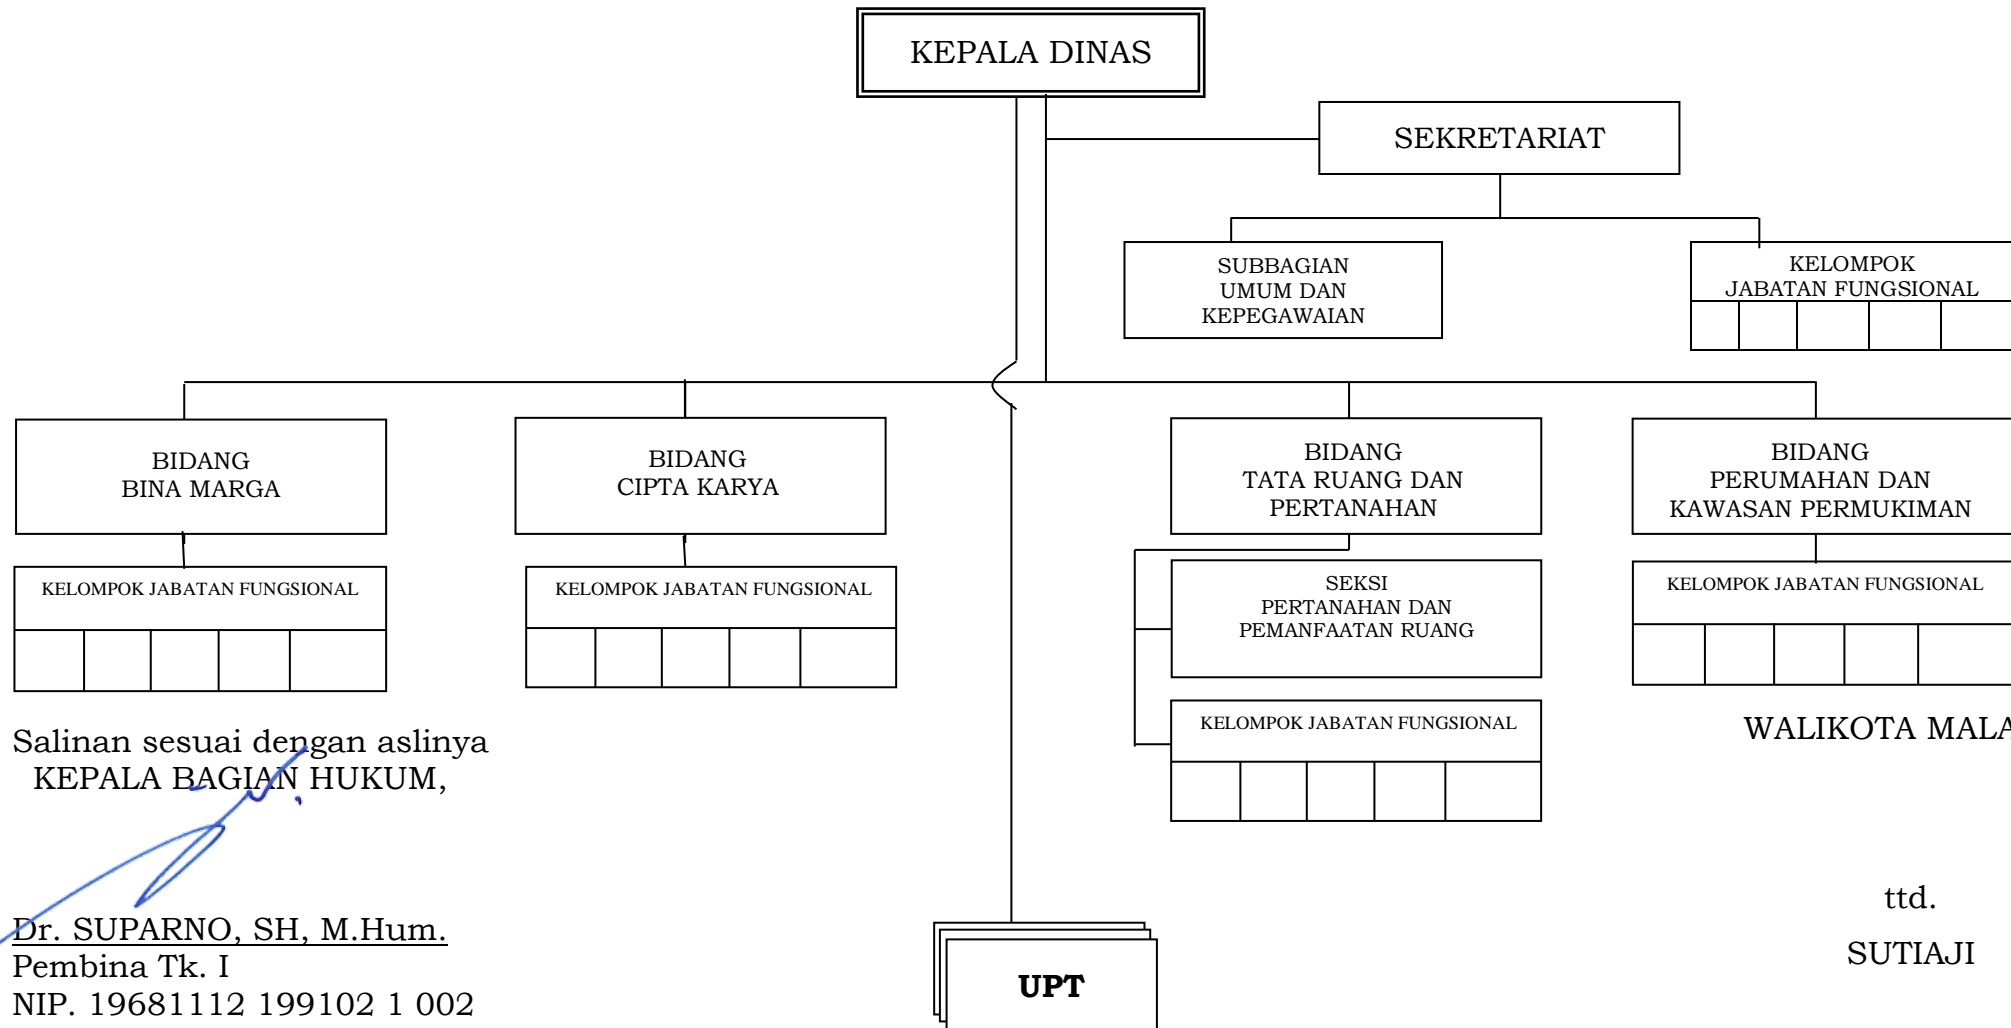 KEPALA DINAS
SEKRETARIAT
SUBBAGIAN
UMUM DAN
KEPEGAWAIAN
KELOMPOK
JABATAN FUNGSIONAL
BIDANG
BINA MARGA
BIDANG
CIPTA KARYA
BIDANG
TATA RUANG DAN
PERTANAHAN
BIDANG
PERUMAHAN DAN
KAWASAN PERMUKIMAN
KELOMPOK JABATAN FUNGSIONAL
KELOMPOK JABATAN FUNGSIONAL
SEKSI
PERTANAHAN DAN
PEMANFAATAN RUANG
KELOMPOK JABATAN FUNGSIONAL
KELOMPOK JABATAN FUNGSIONAL
Salinan sesuai dengan aslinya
KEPALA BAGIAN HUKUM,
Dr. SUPARNO, SH, M.Hum.
Pembina Tk. I
NIP. 19681112 199102 1 002
UPT
WALIKOTA MALA
ttd.
SUTIAJI